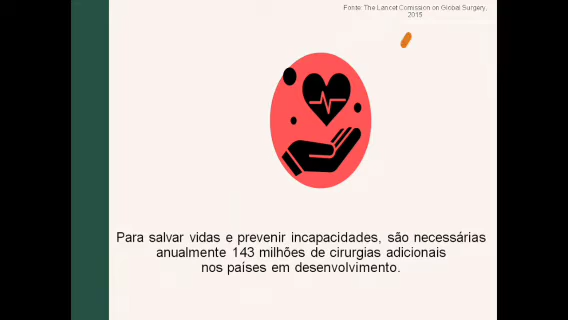 Fonte: The Lancet Comission on Global Surgery,
2015
Para salvar vidas e prevenir incapacidades, são necessárias
anualmente 143 milhões de cirurgias adicionais
nos países em desenvolvimento.